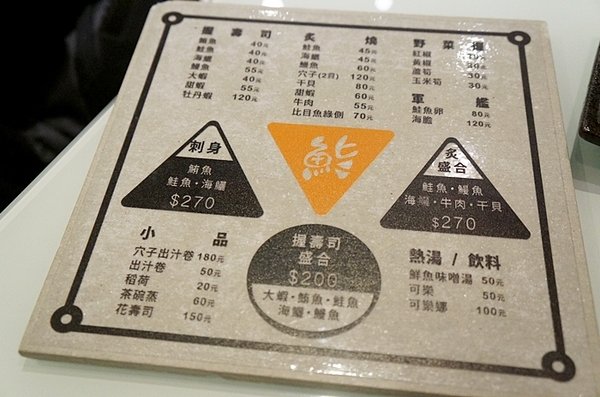 握壽司
鮪魚 40元
鮭魚 40元
海鱺 40元
鰻魚 55元
大蝦 40元
甜蝦 55元
牡丹蝦 120元
炙 燒
鮭魚 45元
海鱺 45元
鰻魚 60元
穴子(2目) 120元
干貝 80元
甜蝦 60元
牛肉 55元
比目魚緣側 70元
野菜
紅椒
黃椒 30元
蘆筍 30元
玉米筍 30元
軍 艦
鮭魚卵 80元
海膽 120元
刺身
鮪魚
鮭魚・海鱺
$270
鮨
炙
盛合
鮭魚・鰻魚
海鱺・牛肉・干貝
$270
小 品
穴子出汁卷 180元
出汁卷 50元
稻荷 20元
茶碗蒸 60元
花壽司 150元
握壽司
盛合
$200
大蝦・鮪魚・鮭魚
海鱺・鰻魚
熱湯 / 飲料
鮮魚味噌湯 50元
可樂 50元
可樂娜 100元